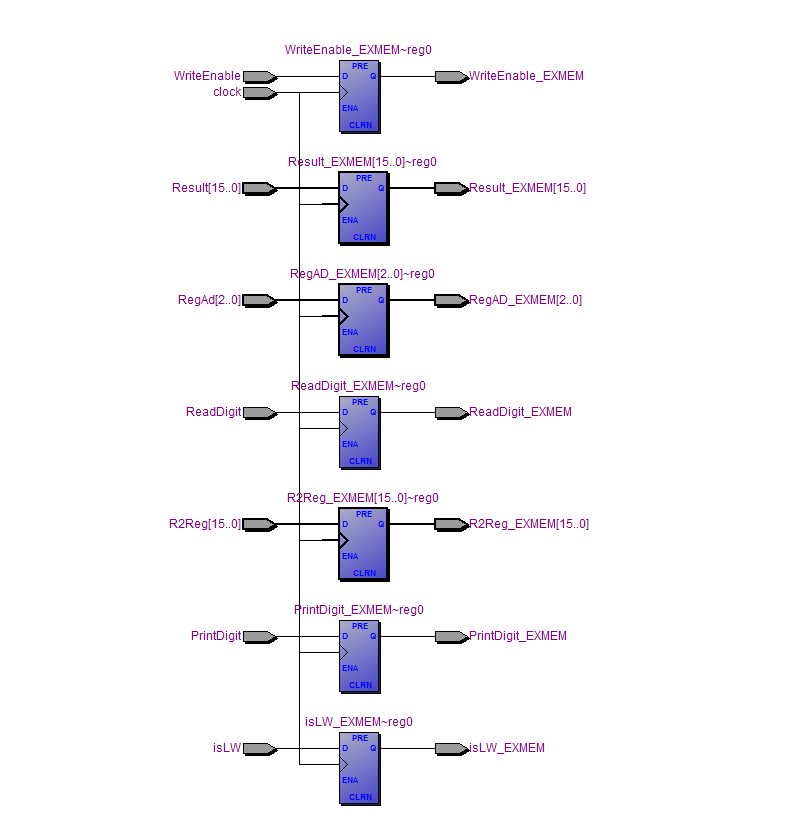 WriteEnable_EXMEM~reg0
PRE
WriteEnable D Q WriteEnable_EXMEM
clock
ENA
CLRN
Result_EXMEM[15..0]~reg0
PRE
Result[15..0] D Q Result_EXMEM[15..0]
ENA
CLRN
RegAD_EXMEM[2..0]~reg0
PRE
RegAd[2..0] D Q RegAD_EXMEM[2..0]
ENA
CLRN
ReadDigit_EXMEM~reg0
PRE
ReadDigit D Q ReadDigit_EXMEM
ENA
CLRN
R2Reg_EXMEM[15..0]~reg0
PRE
R2Reg[15..0] D Q R2Reg_EXMEM[15..0]
ENA
CLRN
PrintDigit_EXMEM~reg0
PRE
PrintDigit D Q PrintDigit_EXMEM
ENA
CLRN
isLW_EXMEM~reg0
PRE
isLW D Q isLW_EXMEM
ENA
CLRN